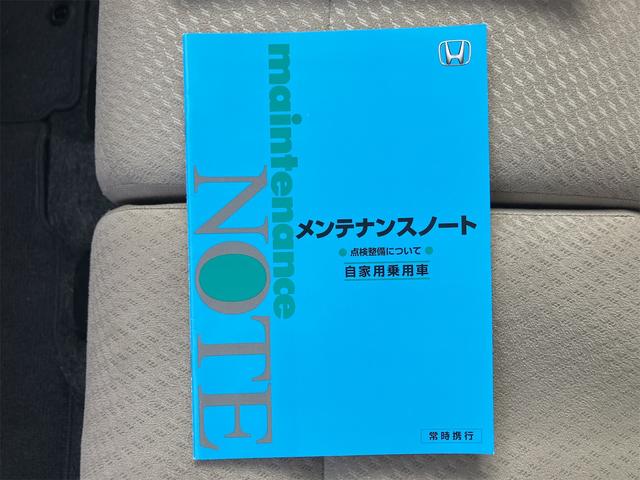 maintenance
NOTE
メンテナンスノート
点検整備について
自家用乗用車
常時携行